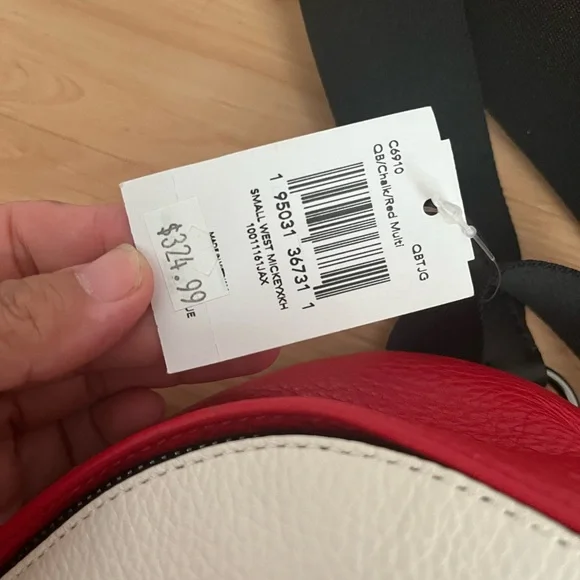 C6910
QB/Chalk/Red Multi
QBTJG
1 95031 36731 1
SMALL WEST MICKEYXKH
10011161JAX
$324.99